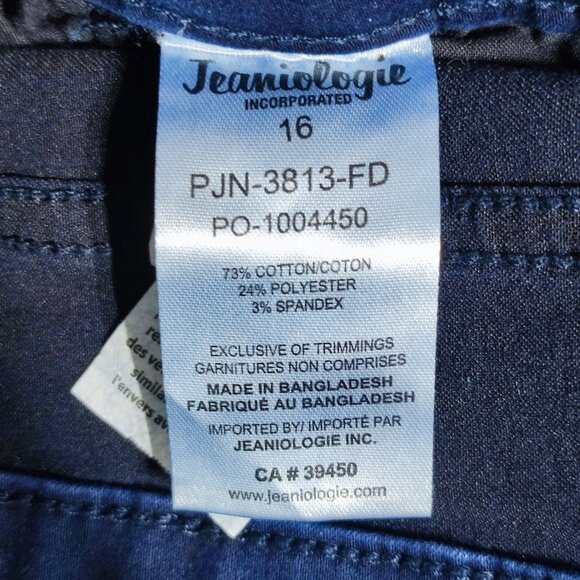 Jeaniologie
INCORPORATED
16
PJN-3813-FD
PO-1004450
73% COTTON/COTON
24% POLYESTER
3% SPANDEX
EXCLUSIVE OF TRIMMINGS
GARNITURES NON COMPRISES
MADE IN BANGLADESH
FABRIQUÉ AU BANGLADESH
IMPORTED BY/ IMPORTÉ PAR
JEANIOLOGIE INC.
CA # 39450
www.jeaniologie.com
des
l'envers